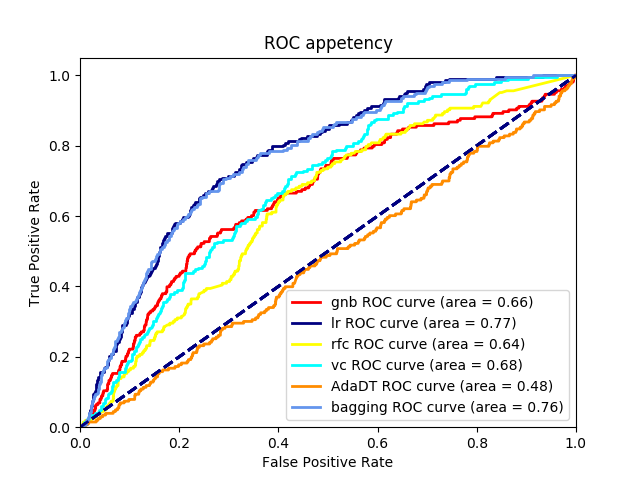 ROC appetency
1.0
0.8
0.6
0.4
0.2
0.0
True Positive Rate
gnb ROC curve (area = 0.66)
lr ROC curve (area = 0.77)
rfc ROC curve (area = 0.64)
vc ROC curve (area = 0.68)
AdaDT ROC curve (area = 0.48)
bagging ROC curve (area = 0.76)
0.0 0.2 0.4 0.6 0.8 1.0
False Positive Rate